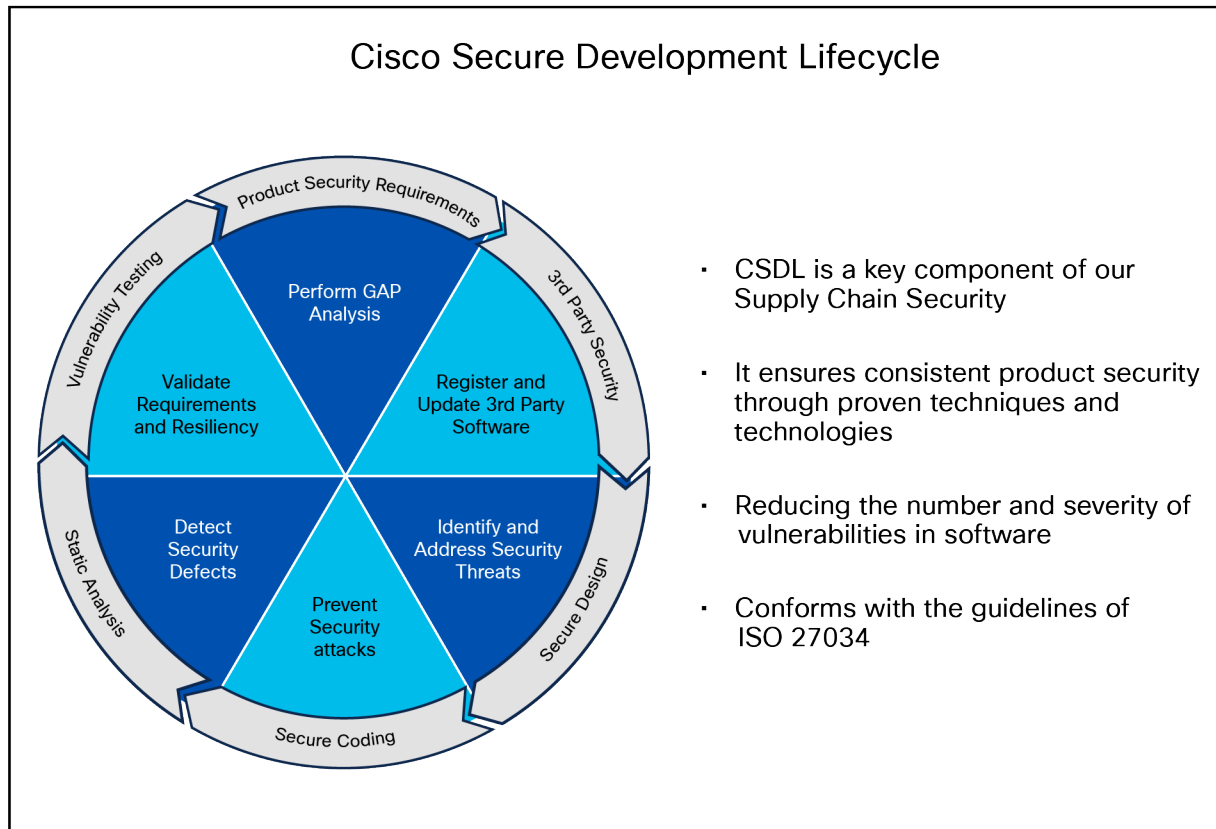 Cisco Secure Development Lifecycle
Product Security Requirements
3rd Party Security
Secure Design
Secure Coding
Static Analysis
Vulnerability Testing
Perform GAP
Analysis
Register and
Update 3rd Party
Software
Identify and
Address Security
Threats
Prevent
Security
attacks
Detect
Security
Defects
Validate
Requirements
and Resiliency
· CSDL is a key component of our
Supply Chain Security
· It ensures consistent product security
through proven techniques and
technologies
· Reducing the number and severity of
vulnerabilities in software
· Conforms with the guidelines of
ISO 27034